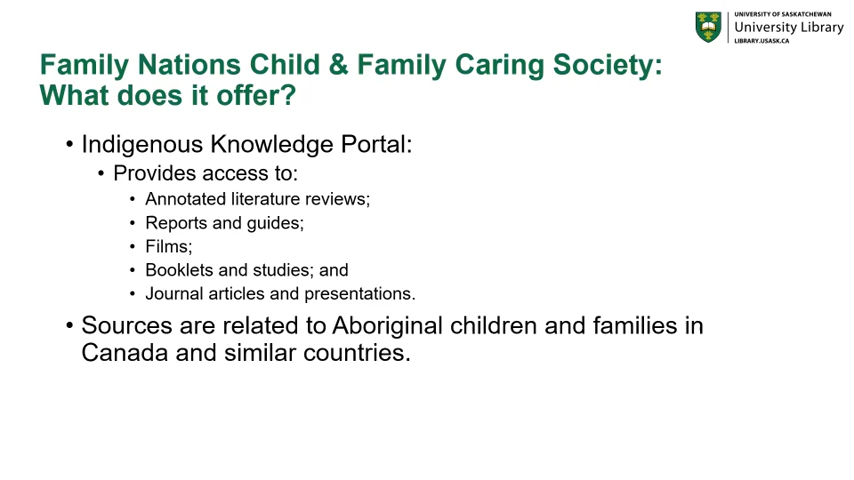 UNIVERSITY OF SASKATCHEWAN
University Library
LIBRARY.USASK.CA
Family Nations Child & Family Caring Society:
What does it offer?
• Indigenous Knowledge Portal:
• Provides access to:
• Annotated literature reviews;
• Reports and guides;
• Films;
• Booklets and studies; and
• Journal articles and presentations.
• Sources are related to Aboriginal children and families in
Canada and similar countries.